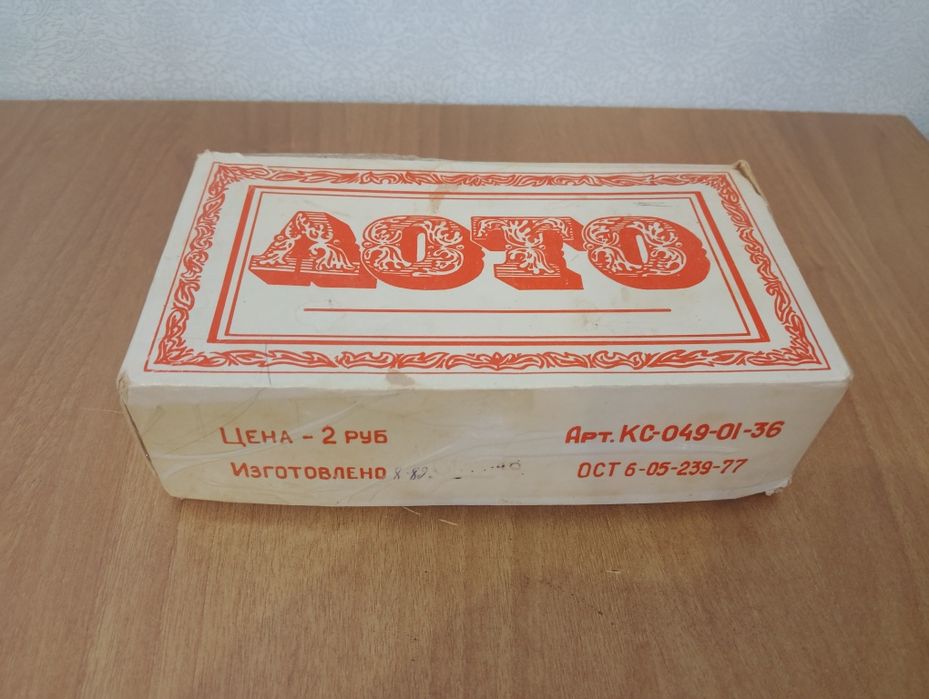 ЛОТО
Цена - 2 руб
Изготовлено
Арт. КС-049-01-36
ОСТ 6-05-239-77